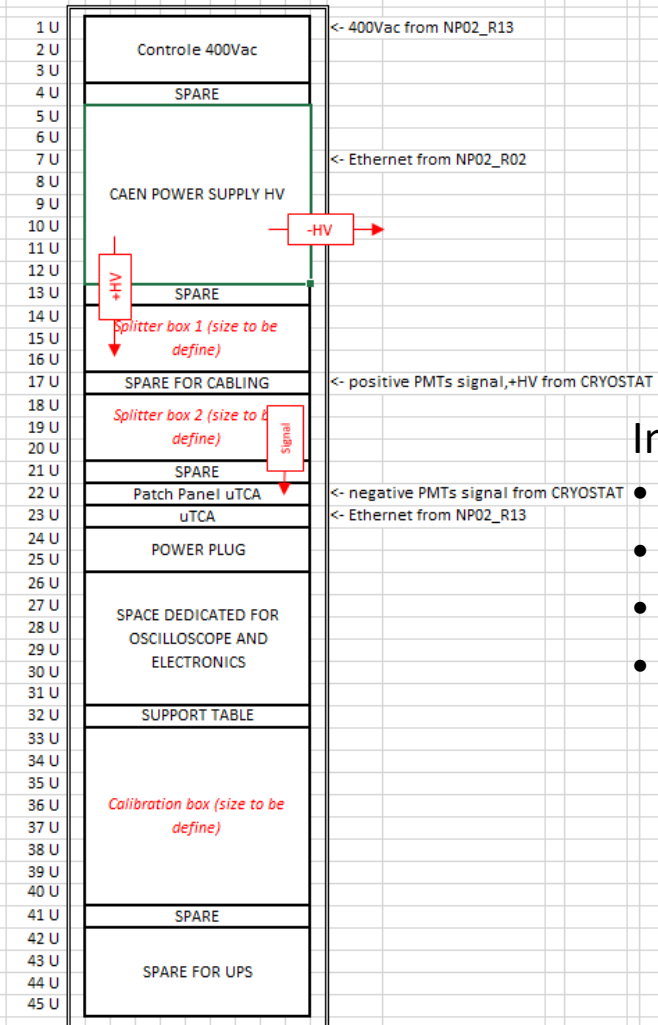 1 U
<- 400Vac from NP02_R13
2 U
Controle 400Vac
3 U
4 U
SPARE
5 U
6 U
7 U
<- Ethernet from NP02_R02
8 U
CAEN POWER SUPPLY HV
9 U
10 U
-HV
11 U
12 U
+HV
13 U
SPARE
14 U
Splitter box 1 (size to be
15 U
define)
16 U
17 U
SPARE FOR CABLING
<- positive PMTs signal,+HV from CRYOSTAT
18 U
Splitter box 2 (size to b
19 U
define)
Signal
20 U
21 U
SPARE
22 U
Patch Panel uTCA
<- negative PMTs signal from CRYOSTAT
23 U
uTCA
<- Ethernet from NP02_R13
24 U
POWER PLUG
25 U
26 U
27 U
SPACE DEDICATED FOR
28 U
OSCILLOSCOPE AND
29 U
ELECTRONICS
30 U
31 U
32 U
SUPPORT TABLE
33 U
34 U
35 U
36 U
Calibration box (size to be
37 U
define)
38 U
39 U
40 U
41 U
SPARE
42 U
43 U
SPARE FOR UPS
44 U
45 U